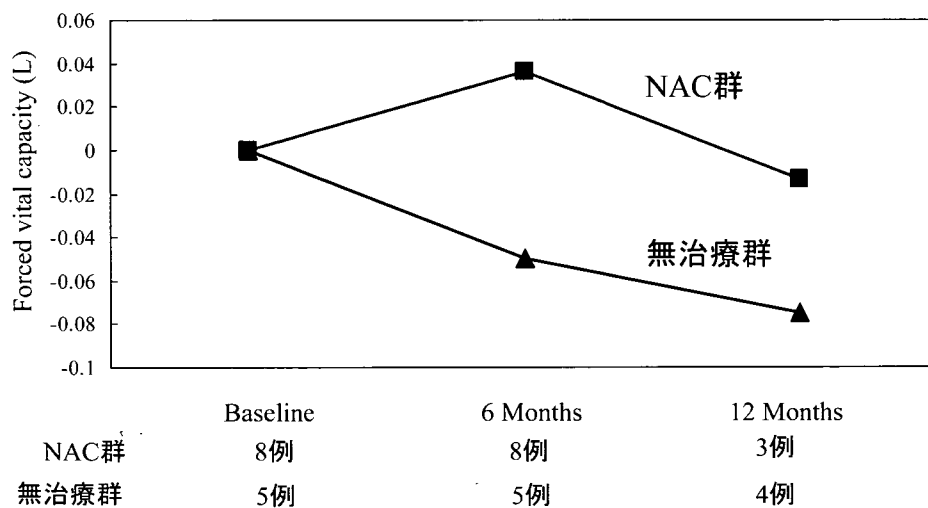 0.06
0.04
0.02
0
-0.02
-0.04
-0.06
-0.08
-0.1
Forced vital capacity (L)
NAC群
無治療群
Baseline 6 Months 12 Months
NAC群 8例 8例 3例
無治療群 5例 5例 4例